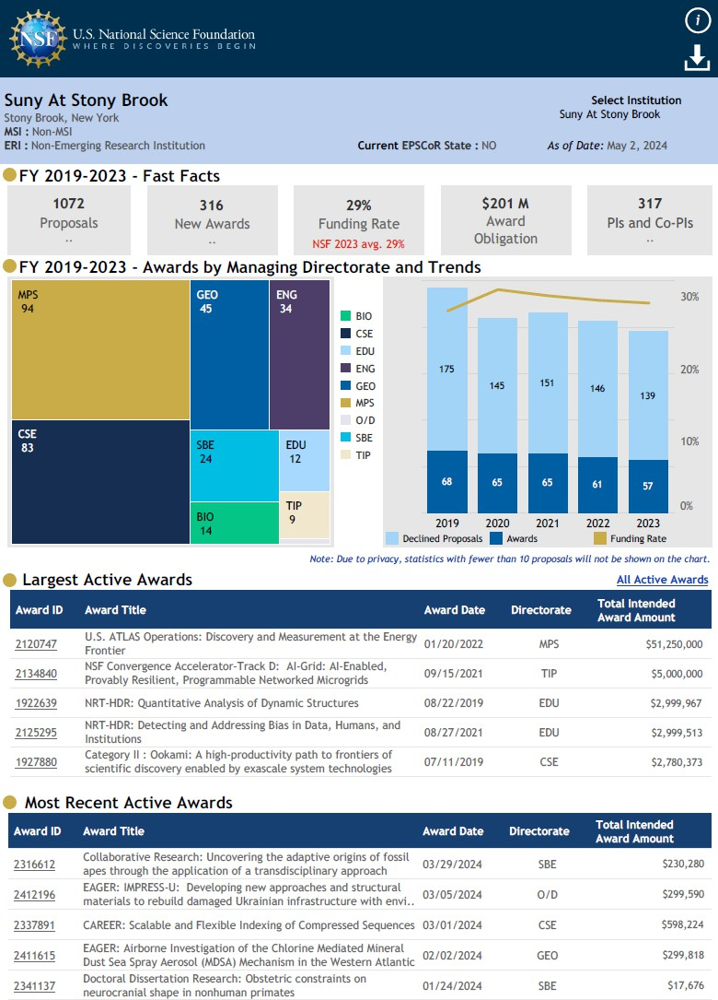 NSF
U.S. National Science Foundation
WHERE DISCOVERIES BEGIN
i
Suny At Stony Brook
Stony Brook, New York
MSI : Non-MSI
ERI : Non-Emerging Research Institution
Current EPSCoR State : NO
Select Institution
Suny At Stony Brook
As of Date: May 2, 2024
FY 2019-2023 - Fast Facts
1072
Proposals
..
316
New Awards
..
29%
Funding Rate
NSF 2023 avg. 29%
$201 M
Award
Obligation
317
PIs and Co-PIs
..
FY 2019-2023 - Awards by Managing Directorate and Trends
MPS
94
GEO
45
ENG
34
CSE
83
SBE
24
EDU
12
BIO
14
TIP
9
BIO
CSE
EDU
ENG
GEO
MPS
O/D
SBE
TIP
30%
20%
10%
0%
175
145
151
146
139
68
65
65
61
57
2019 2020 2021 2022 2023
Declined Proposals Awards Funding Rate
Note: Due to privacy, statistics with fewer than 10 proposals will not be shown on the chart.
Largest Active Awards
All Active Awards
Award ID Award Title Award Date Directorate Total Intended
Award Amount
2120747 U.S. ATLAS Operations: Discovery and Measurement at the Energy
Frontier 01/20/2022 MPS $51,250,000
2134840 NSF Convergence Accelerator-Track D: AI-Grid: AI-Enabled,
Provably Resilient, Programmable Networked Microgrids 09/15/2021 TIP $5,000,000
1922639 NRT-HDR: Quantitative Analysis of Dynamic Structures 08/22/2019 EDU $2,999,967
2125295 NRT-HDR: Detecting and Addressing Bias in Data, Humans, and
Institutions 08/27/2021 EDU $2,999,513
1927880 Category II : Ookami: A high-productivity path to frontiers of
scientific discovery enabled by exascale system technologies 07/11/2019 CSE $2,780,373
Most Recent Active Awards
Award ID Award Title Award Date Directorate Total Intended
Award Amount
2316612 Collaborative Research: Uncovering the adaptive origins of fossil
apes through the application of a transdisciplinary approach 03/29/2024 SBE $230,280
2412196 EAGER: IMPRESS-U: Developing new approaches and structural
materials to rebuild damaged Ukrainian infrastructure with envi.. 03/05/2024 O/D $299,590
2337891 CAREER: Scalable and Flexible Indexing of Compressed Sequences 03/01/2024 CSE $598,224
2411615 EAGER: Airborne Investigation of the Chlorine Mediated Mineral
Dust Sea Spray Aerosol (MDSA) Mechanism in the Western Atlantic 02/02/2024 GEO $299,818
2341137 Doctoral Dissertation Research: Obstetric constraints on
neurocranial shape in nonhuman primates 01/24/2024 SBE $17,676